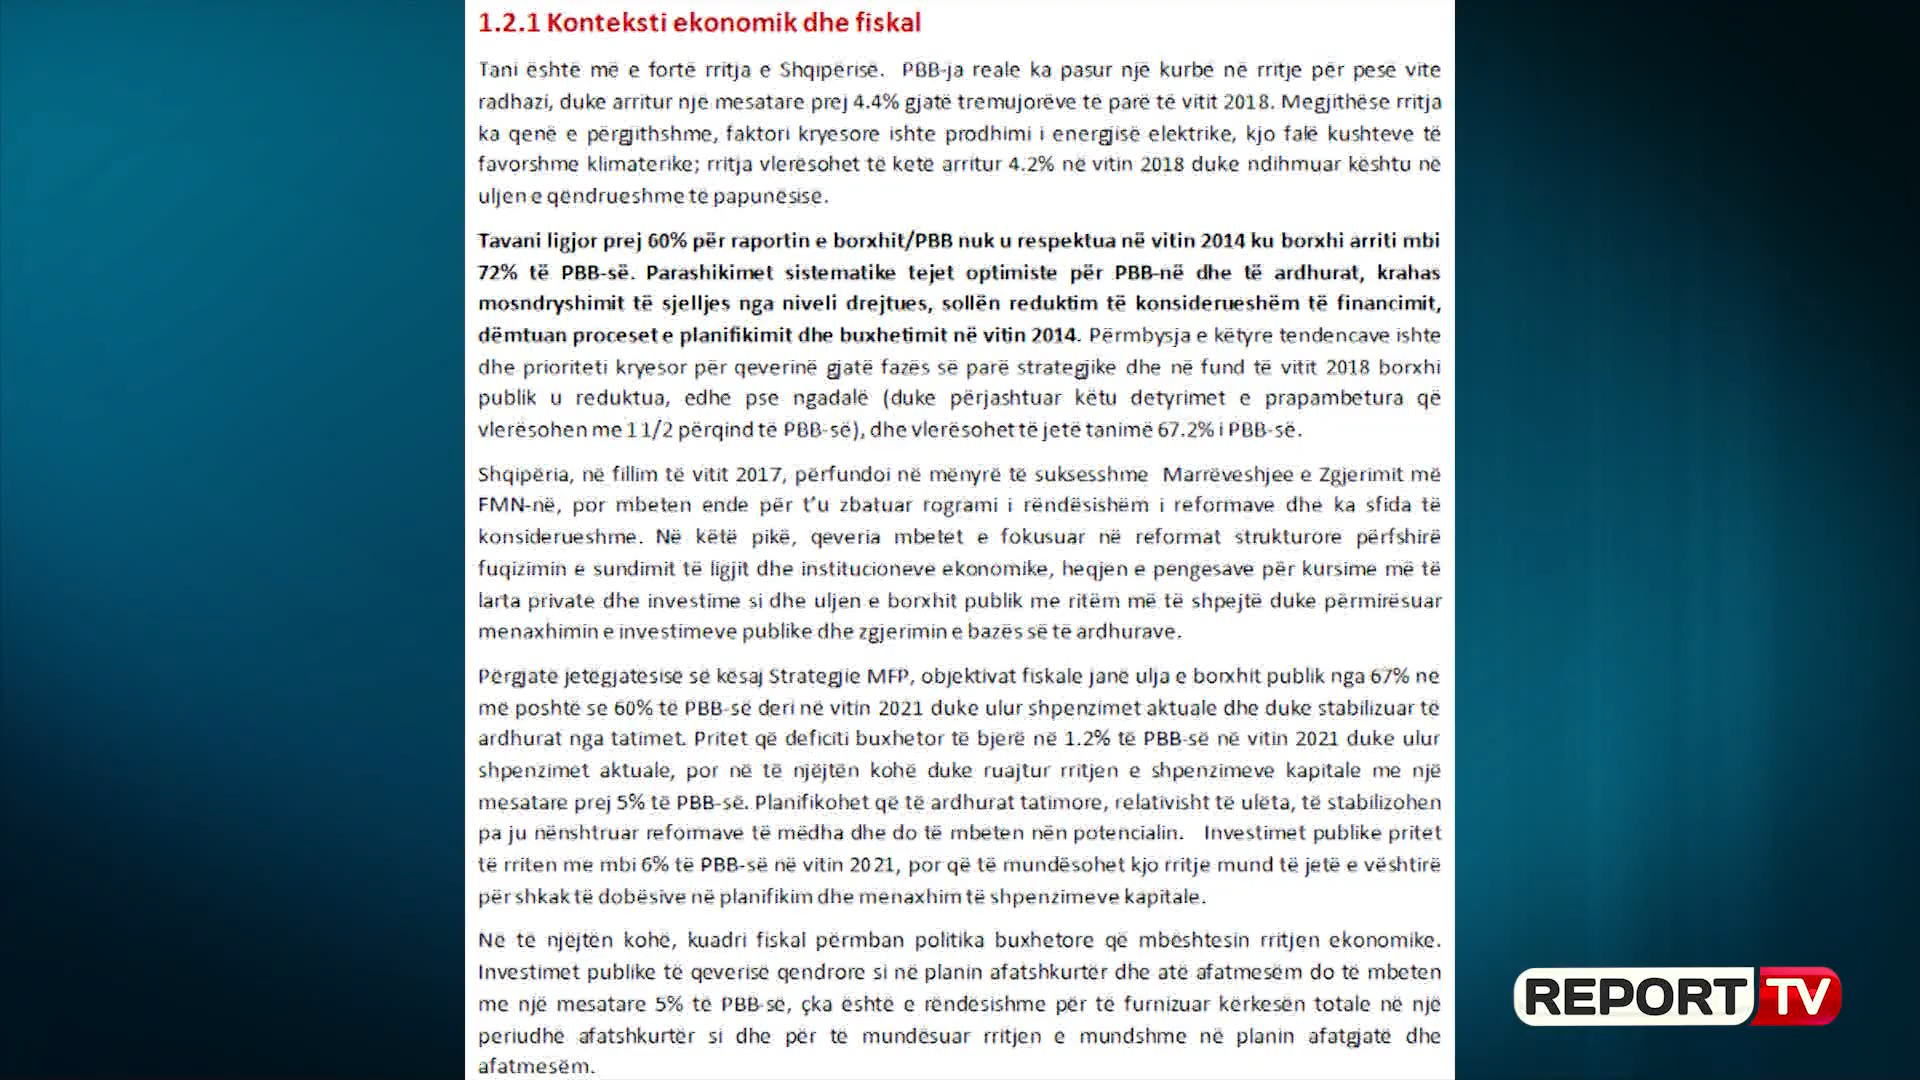 1.2.1 Konteksti ekonomik dhe fiskal
Tani është më e fortë rritja e Shqipërisë. PBB-ja reale ka pasur një kurbë në rritje për pesë vite
radhazi, duke arritur një mesatare prej 4.4% gjatë tremujorëve të parë të vitit 2018. Megjithëse rritja
ka qenë e përgjithshme, faktori kryesore ishte prodhimi i energjisë elektrike, kjo falë kushteve të
favorshme klimaterike; rritja vlerësohet të ketë arritur 4.2% në vitin 2018 duke ndihmuar kështu në
uljen e qëndrueshme të papunësisë.
Tavani ligjor prej 60% për raportin e borxhit/PBB nuk u respektua në vitin 2014 ku borxhi arriti mbi
72% të PBB-së. Parashikimet sistematike tejet optimiste për PBB-në dhe të ardhurat, krahas
mosndryshimit të sjelljes nga niveli drejtues, sollën reduktim të konsiderueshëm të financimit,
dëmtuan proceset e planifikimit dhe buxhetimit në vitin 2014. Përmbysja e këtyre tendencave ishte
dhe prioriteti kryesor për qeverinë gjatë fazës së parë strategjike dhe në fund të vitit 2018 borxhi
publik u reduktua, edhe pse ngadalë (duke përjashtuar këtu detyrimet e prapambetura që
vlerësohen me 1 1/2 përqind të PBB-së), dhe vlerësohet të jetë tanimë 67.2% i PBB-së.
Shqipëria, në fillim të vitit 2017, përfundoi në mënyrë të suksesshme Marrëveshjee e Zgjerimit më
FMN-në, por mbeten ende për t'u zbatuar rogrami i rëndësishëm i reformave dhe ka sfida të
konsiderueshme. Në këtë pikë, qeveria mbetet e fokusuar në reformat strukturore përfshirë
fuqizimin e sundimit të ligjit dhe institucioneve ekonomike, heqjen e pengesave për kursime më të
larta private dhe investime si dhe uljen e borxhit publik me ritëm më të shpejtë duke përmirësuar
menaxhimin e investimeve publike dhe zgjerimin e bazës së të ardhurave.
Përgjatë jetëgjatësisë së kësaj Strategjie MFP, objektivat fiskale janë ulja e borxhit publik nga 67% në
më poshtë se 60% të PBB-së deri në vitin 2021 duke ulur shpenzimet aktuale dhe duke stabilizuar të
ardhurat nga tatimet. Pritet që deficiti buxhetor të bjerë në 1.2% të PBB-së në vitin 2021 duke ulur
shpenzimet aktuale, por në të njëjtën kohë duke ruajtur rritjen e shpenzimeve kapitale me një
mesatare prej 5% të PBB-së. Planifikohet që të ardhurat tatimore, relativisht të ulëta, të stabilizohen
pa ju nënshtruar reformave të mëdha dhe do të mbeten nën potencialin. Investimet publike pritet
të rriten me mbi 6% të PBB-së në vitin 2021, por që të mundësohet kjo rritje mund të jetë e vështirë
për shkak të dobësive në planifikim dhe menaxhim të shpenzimeve kapitale.
Në të njëjtën kohë, kuadri fiskal përmban politika buxhetore që mbështesin rritjen ekonomike.
Investimet publike të qeverisë qendrore si në planin afatshkurtër dhe atë afatmesëm do të mbeten
me një mesatare 5% të PBB-së, çka është e rëndësishme për të furnizuar kërkesën totale në një
periudhë afatshkurtër si dhe për të mundësuar rritjen e mundshme në planin afatgjatë dhe
afatmesëm.
REPORT TV